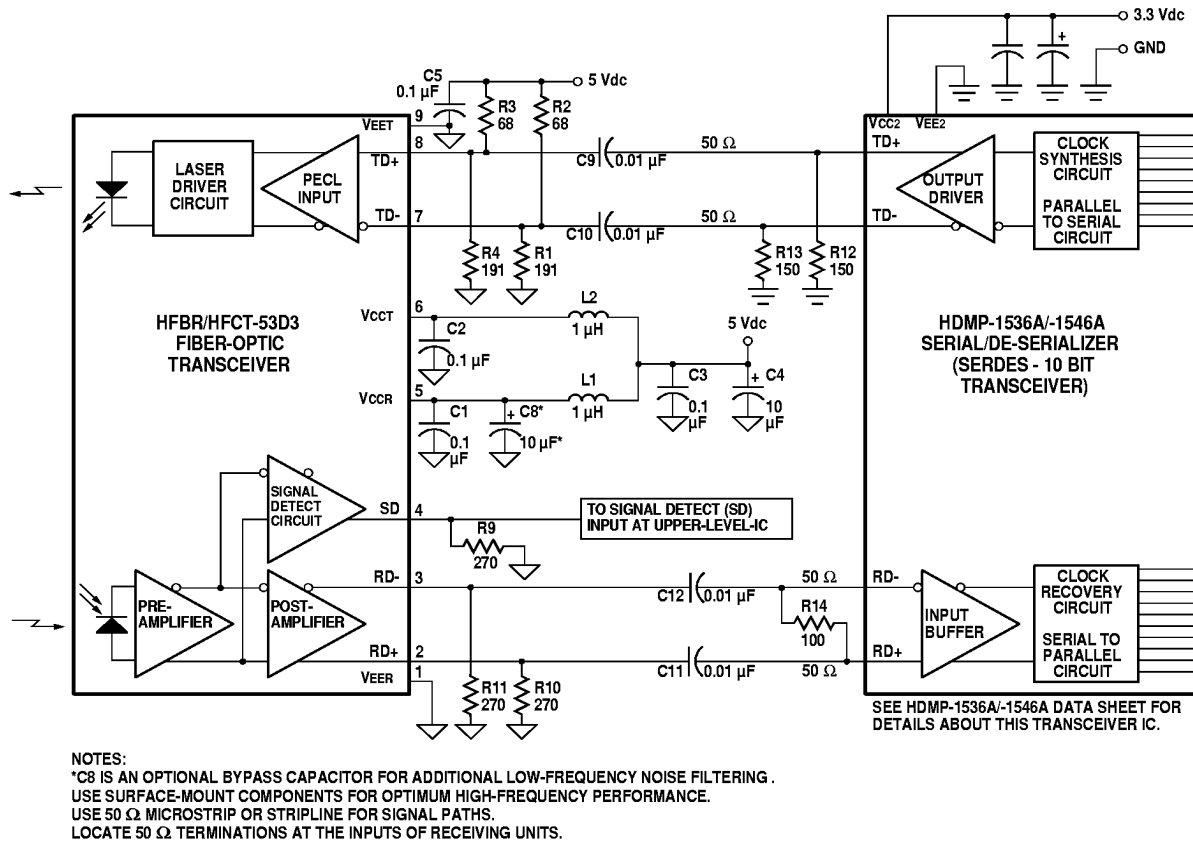 3.3 Vdc
GND
C5
0.1 µF
5 Vdc
R3
68
R2
68
VEET
9
VCC2
VEE2
LASER
DRIVER
CIRCUIT
PECL
INPUT
TD+
8
C9
0.01 µF
50 Ω
TD+
OUTPUT
DRIVER
CLOCK
SYNTHESIS
CIRCUIT
PARALLEL
TO SERIAL
CIRCUIT
TD-
7
C10
0.01 µF
50 Ω
TD-
R4
191
R1
191
R13
150
R12
150
HFBR/HFCT-53D3
FIBER-OPTIC
TRANSCEIVER
VCCT
6
L2
1 µH
C2
0.1 µF
5 Vdc
HDMP-1536A/-1546A
SERIAL/DE-SERIALIZER
(SERDES - 10 BIT
TRANSCEIVER)
VCCR
5
L1
1 µH
C1
0.1
µF
+
C8*
10 µF*
C3
0.1
µF
+
C4
10
µF
SIGNAL
DETECT
CIRCUIT
SD
4
R9
270
TO SIGNAL DETECT (SD)
INPUT AT UPPER-LEVEL-IC
PRE-
AMPLIFIER
POST-
AMPLIFIER
RD-
3
C12
0.01 µF
50 Ω
R14
100
RD-
INPUT
BUFFER
CLOCK
RECOVERY
CIRCUIT
SERIAL TO
PARALLEL
CIRCUIT
RD+
2
C11
0.01 µF
50 Ω
RD+
VEER
1
R11
270
R10
270
SEE HDMP-1536A/-1546A DATA SHEET FOR
DETAILS ABOUT THIS TRANSCEIVER IC.
NOTES:
*C8 IS AN OPTIONAL BYPASS CAPACITOR FOR ADDITIONAL LOW-FREQUENCY NOISE FILTERING .
USE SURFACE-MOUNT COMPONENTS FOR OPTIMUM HIGH-FREQUENCY PERFORMANCE.
USE 50 Ω MICROSTRIP OR STRIPLINE FOR SIGNAL PATHS.
LOCATE 50 Ω TERMINATIONS AT THE INPUTS OF RECEIVING UNITS.